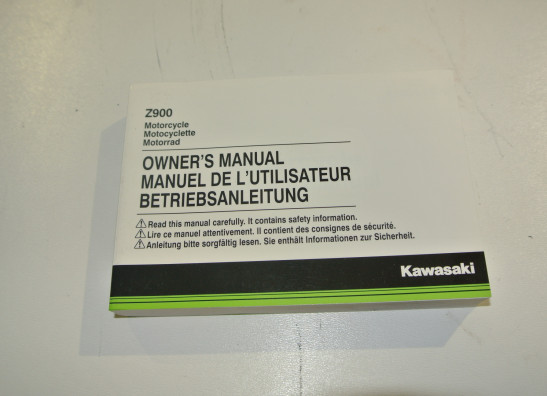 Z900
Motorcycle
Motocyclette
Motorrad
OWNER'S MANUAL
MANUEL DE L'UTILISATEUR
BETRIEBSANLEITUNG
⚠Read this manual carefully. It contains safety information.
⚠Lire ce manuel attentivement. Il contient des consignes de sécurité.
⚠Anleitung bitte sorgfältig lesen. Sie enthält Informationen zur Sicherheit.
Kawasaki